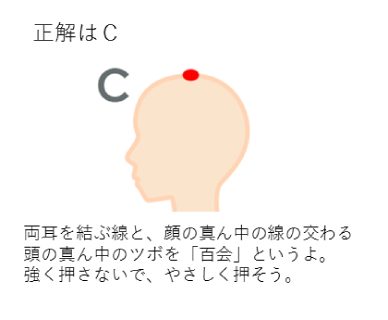 正解はＣ
C
両耳を結ぶ線と、顔の真ん中の線の交わる
頭の真ん中のツボを「百会」というよ。
強く押さないで、やさしく押そう。